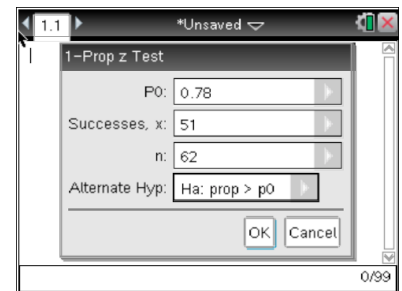 1.1 *Unsaved
1-Prop z Test
P0: 0.78
Successes, x: 51
n: 62
Alternate Hyp: Ha: prop > p0
OK Cancel
0/99